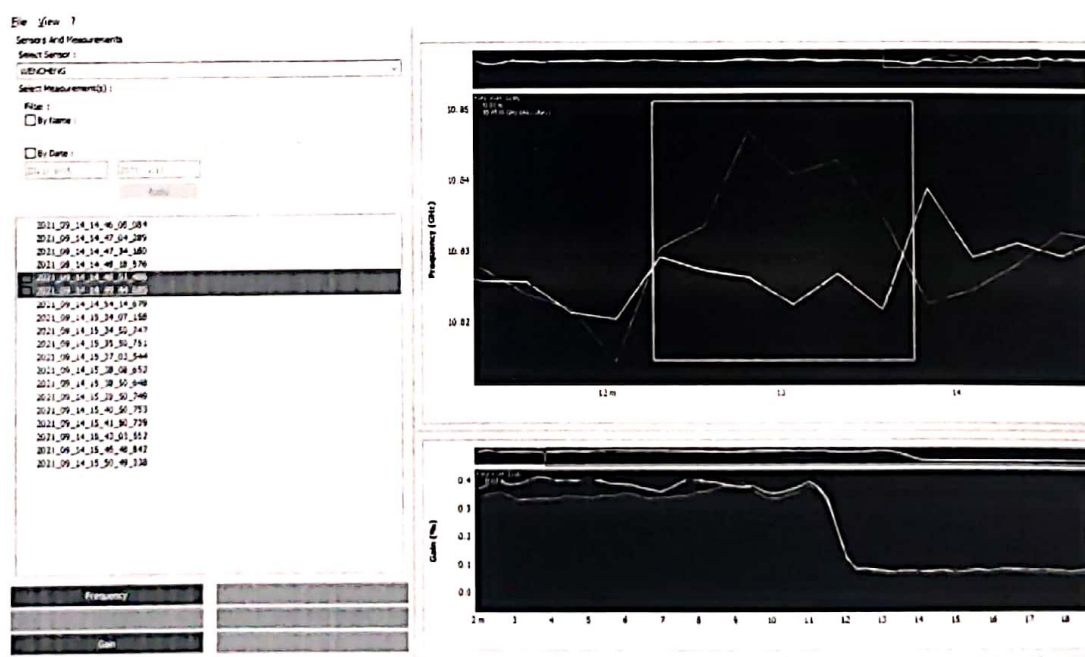 File View ?
Sensors And Measurements
Select Sensor :
WENCHENG
Select Measurement(s) :
Filter :
By Name :
By Date :
Apply
2021_09_14_14_46_06_084
2021_09_14_14_47_04_289
2021_09_14_14_47_34_180
2021_09_14_14_48_18_576
2021_09_14_14_54_14_679
2021_09_14_15_34_07_158
2021_09_14_15_34_50_747
2021_09_14_15_35_50_751
2021_09_14_15_37_03_544
2021_09_14_15_38_08_652
2021_09_14_15_38_50_648
2021_09_14_15_39_50_749
2021_09_14_15_40_50_753
2021_09_14_15_41_50_739
2021_09_14_15_43_03_552
2021_09_14_15_48_48_842
2021_09_14_15_50_49_338
Frequency
Gain
Frequency (GHz)
10.85
10.84
10.83
10.82
12 m 13 14
Gain (%)
0.4
0.3
0.2
0.1
0.0
2 m 3 4 5 6 7 8 9 10 11 12 13 14 15 16 17 18